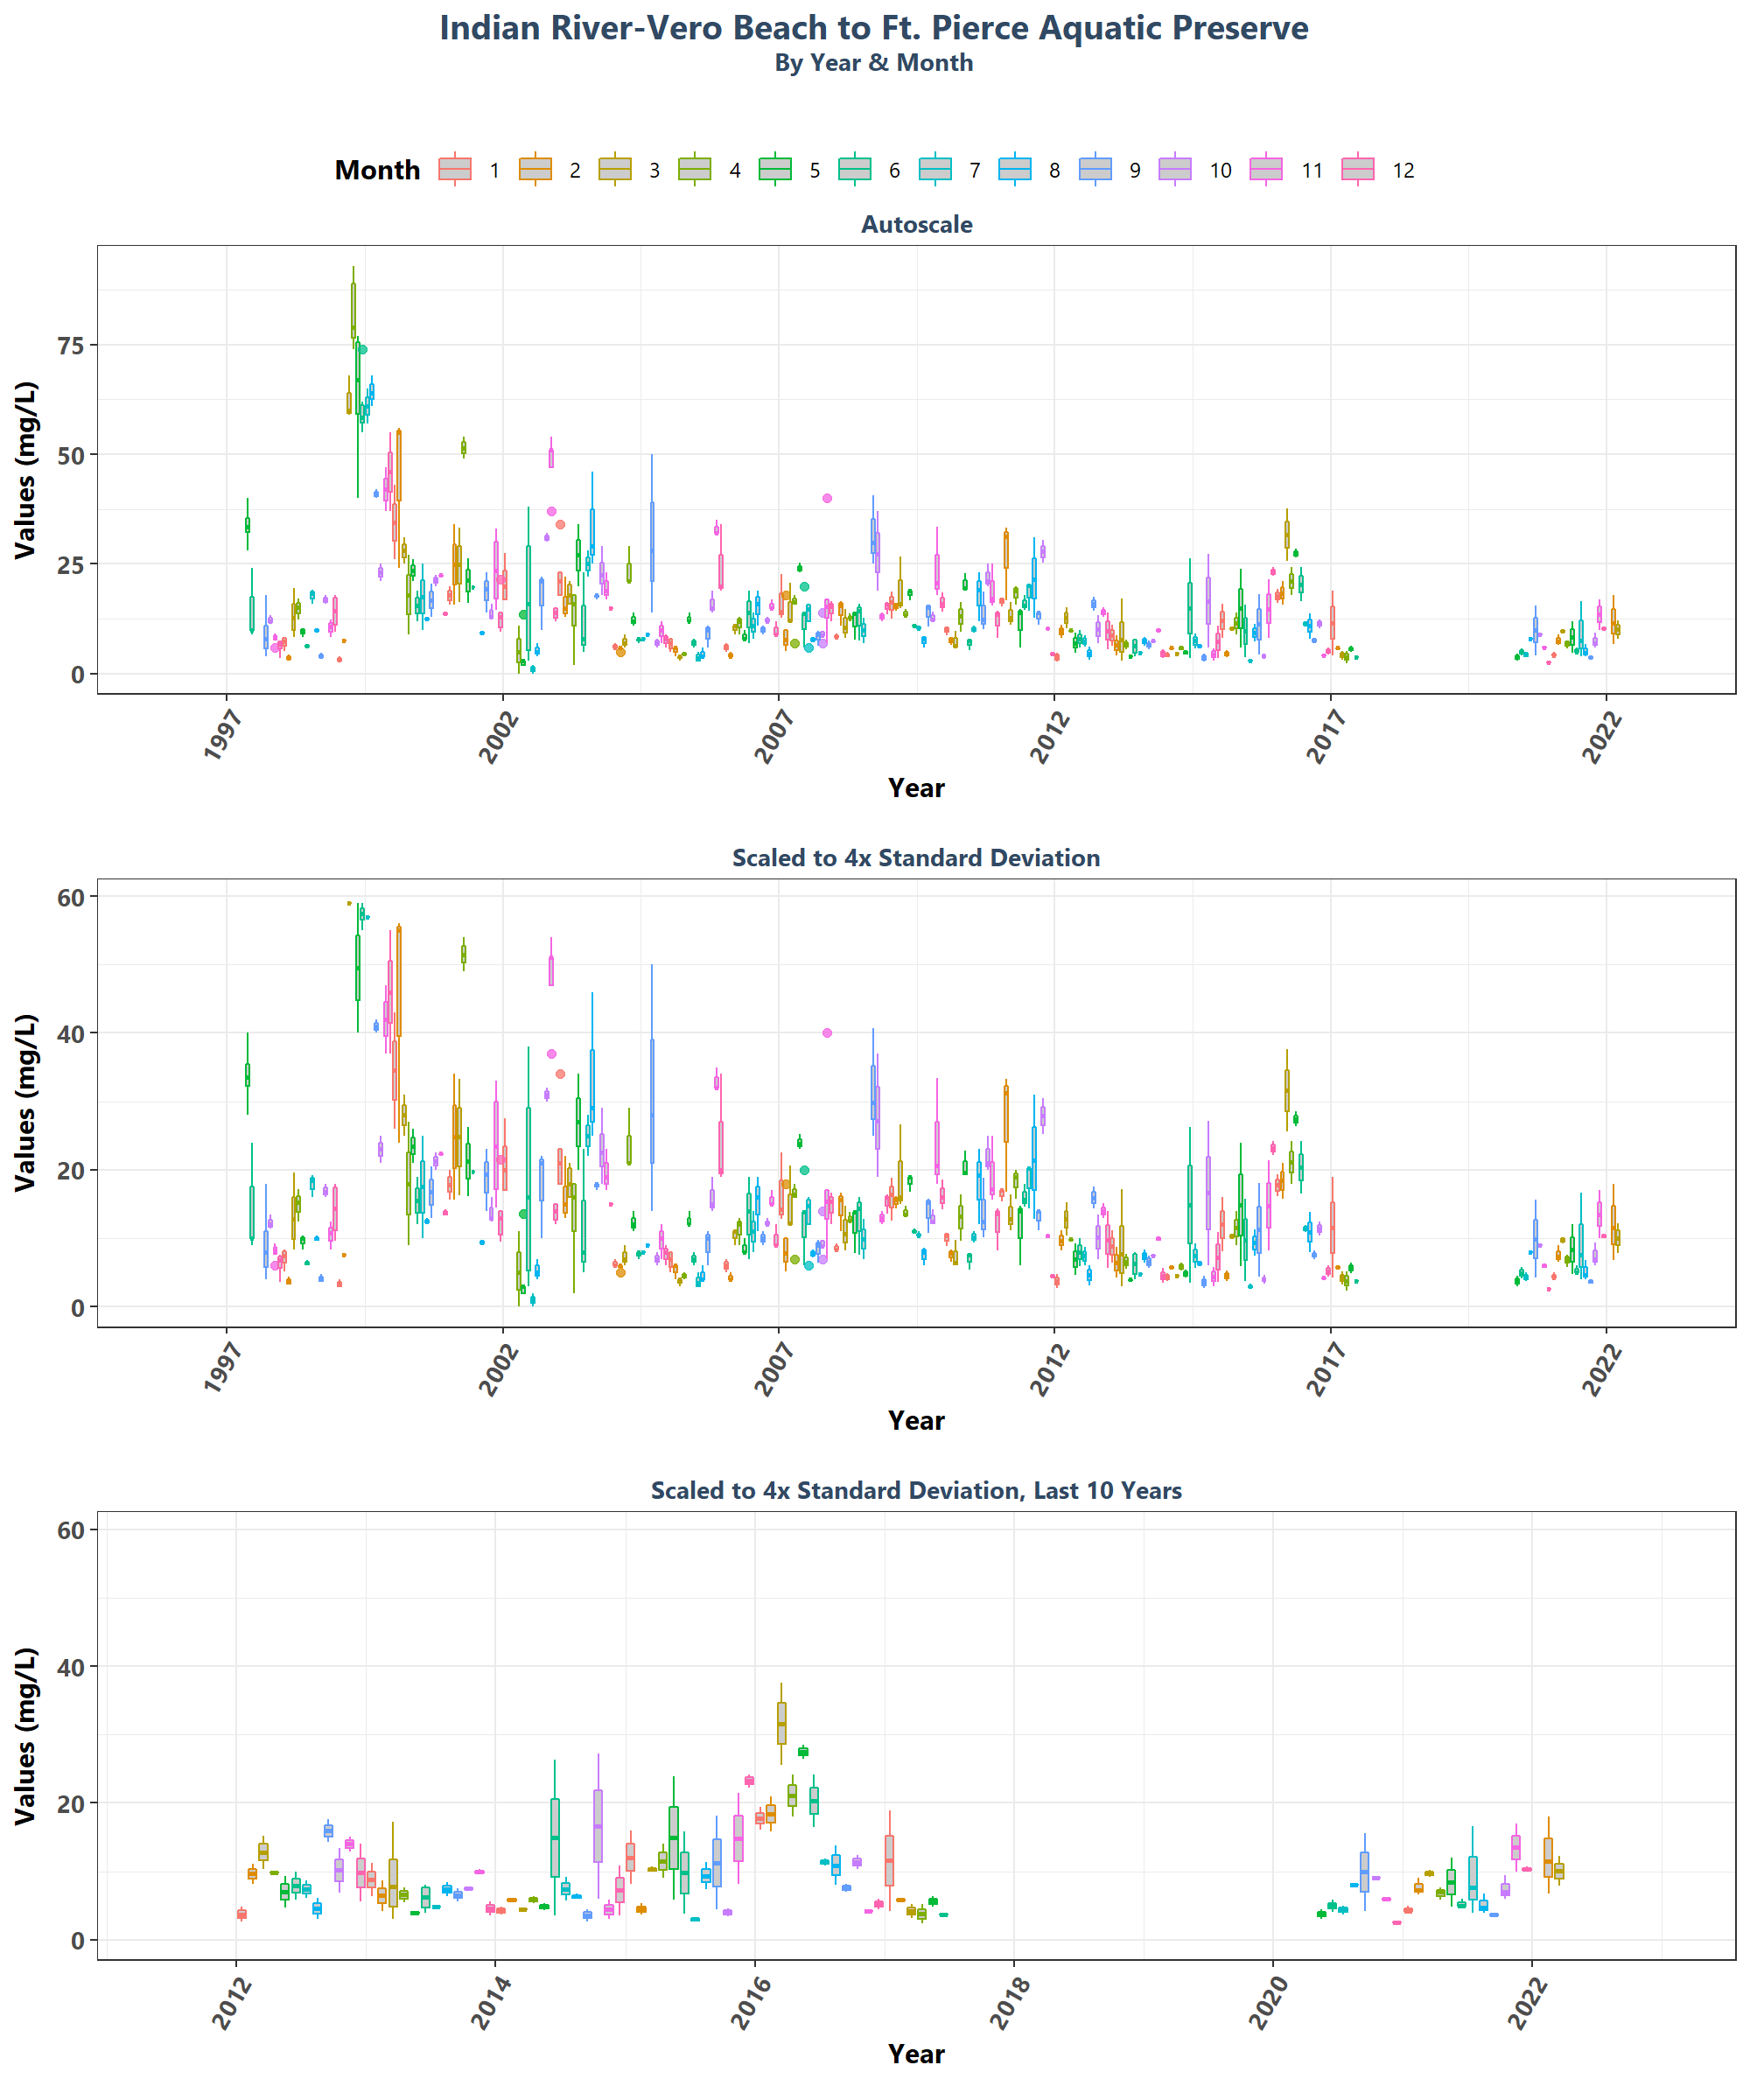 Indian River-Vero Beach to Ft. Pierce Aquatic Preserve
By Year & Month
Month 1 2 3 4 5 6 7 8 9 10 11 12
Autoscale
Values (mg/L)
75
50
25
0
1997 2002 2007 2012 2017 2022
Year
Scaled to 4x Standard Deviation
Values (mg/L)
60
40
20
0
1997 2002 2007 2012 2017 2022
Year
Scaled to 4x Standard Deviation, Last 10 Years
Values (mg/L)
60
40
20
0
2012 2014 2016 2018 2020 2022
Year